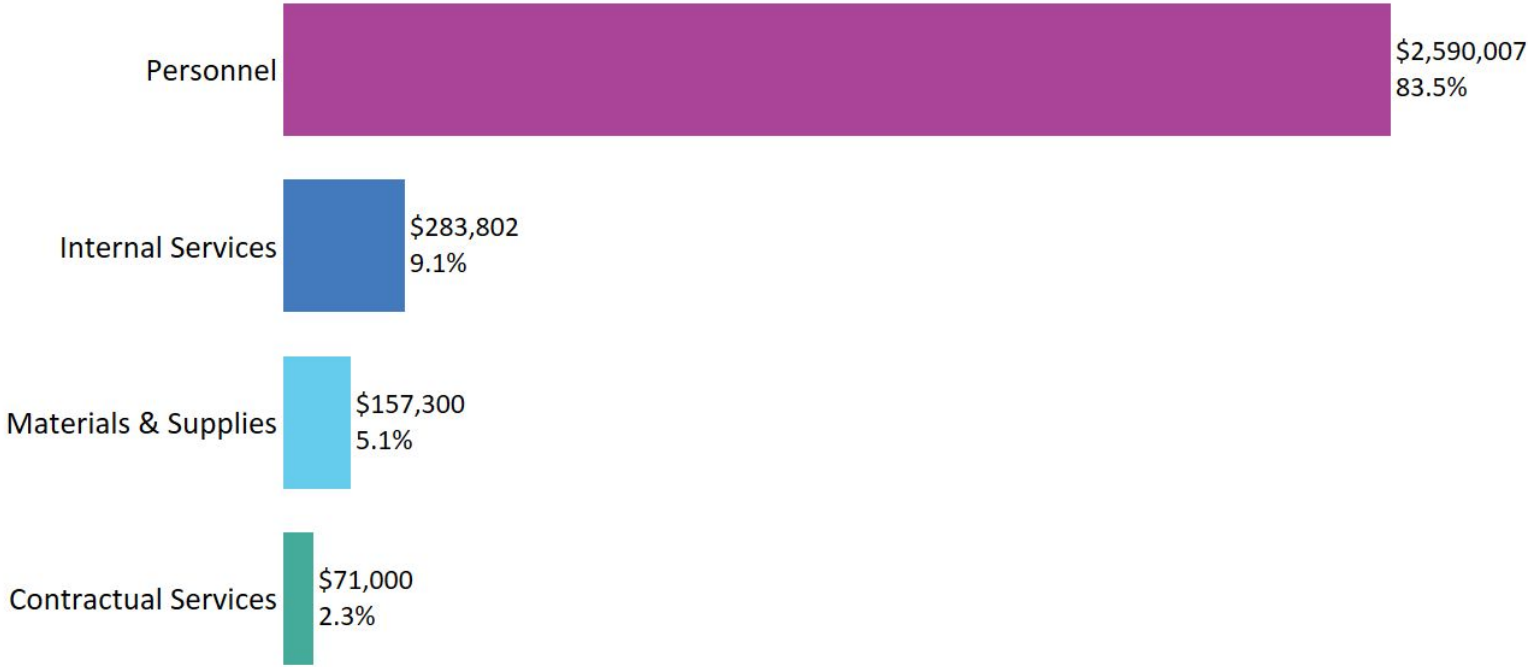 Personnel
$2,590,007
83.5%
Internal Services
$283,802
9.1%
Materials & Supplies
$157,300
5.1%
Contractual Services
$71,000
2.3%